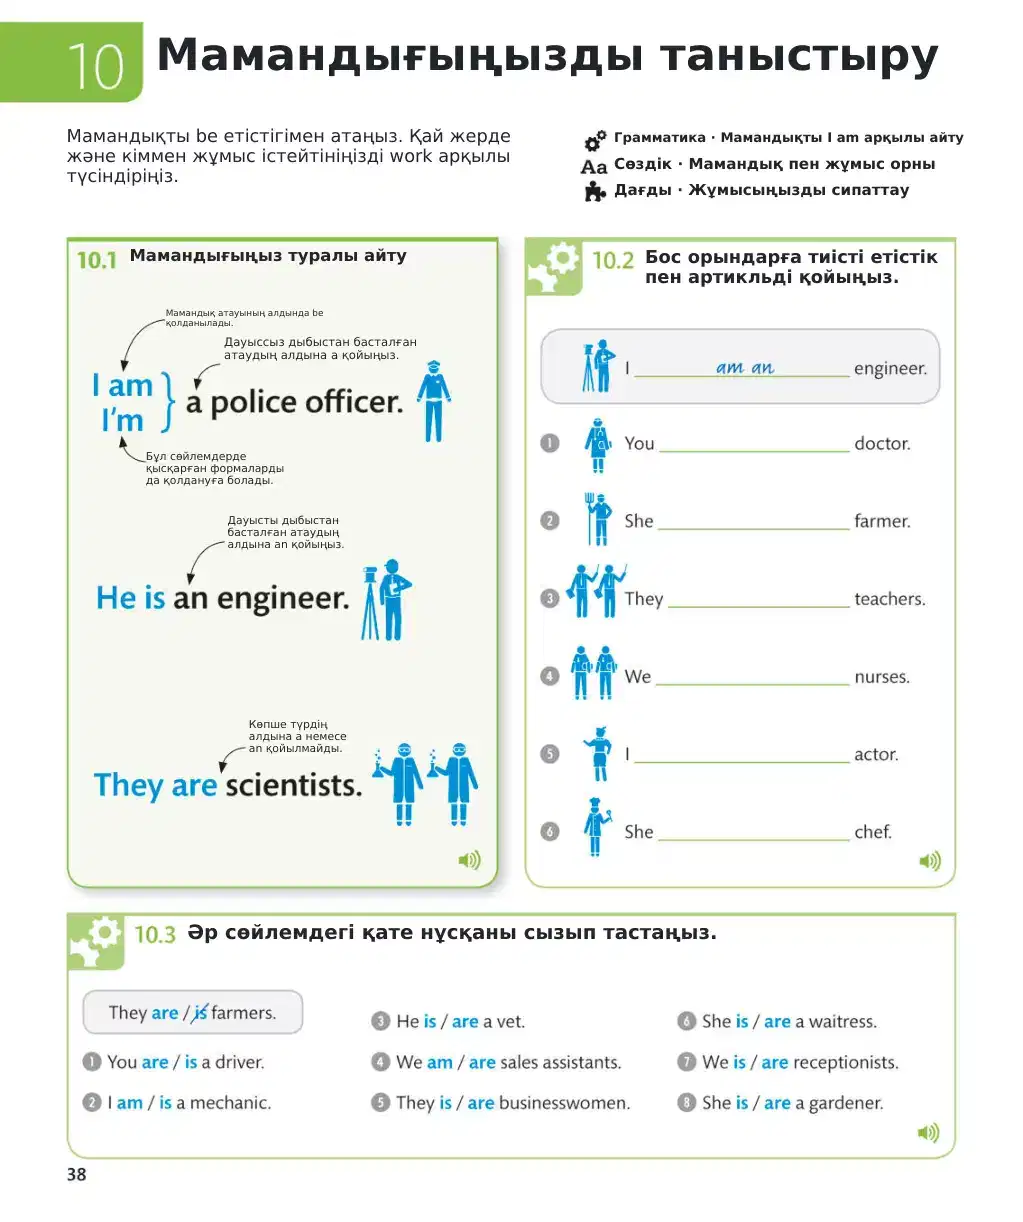 10
Мамандығыңызды таныстыру
Мамандықты be етістігімен атаңыз. Қай жерде
және кіммен жұмыс істейтініңізді work арқылы
түсіндіріңіз.
Грамматика · Мамандықты I am арқылы айту
Aa Сөздік · Мамандық пен жұмыс орны
Дағды · Жұмысыңызды сипаттау
10.1 Мамандығыңыз туралы айту
Мамандық атауының алдында be
қолданылады.
Дауыссыз дыбыстан басталған
атаудың алдына a қойыңыз.
I am
I'm
} a police officer.
Бұл сөйлемдерде
қысқарған формаларды
да қолдануға болады.
Дауысты дыбыстан
басталған атаудың
алдына an қойыңыз.
He is an engineer.
Көпше түрдің
алдына a немесе
an қойылмайды.
They are scientists.
10.2 Бос орындарға тиісті етістік
пен артикльді қойыңыз.
I am an engineer.
1 You ____ doctor.
2 She ____ farmer.
3 They ____ teachers.
4 We ____ nurses.
5 I ____ actor.
6 She ____ chef.
10.3 Әр сөйлемдегі қате нұсқаны сызып тастаңыз.
They are / is farmers.
1 You are / is a driver.
2 I am / is a mechanic.
3 He is / are a vet.
4 We am / are sales assistants.
5 They is / are businesswomen.
6 She is / are a waitress.
7 We is / are receptionists.
8 She is / are a gardener.
38